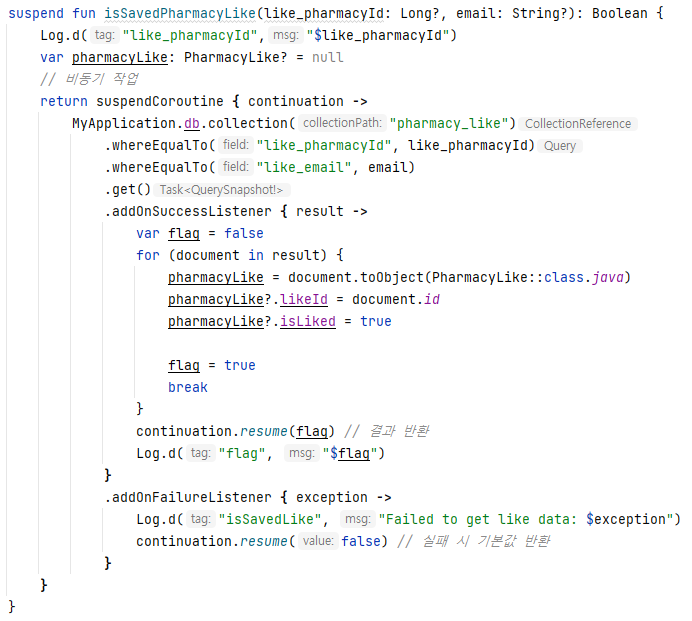 suspend fun isSavedPharmacyLike(like_pharmacyId: Long?, email: String?): Boolean {
Log.d( tag: "like_pharmacyId", msg: "$like_pharmacyId")
var pharmacyLike: PharmacyLike? = null
// 비동기 작업
return suspendCoroutine { continuation ->
MyApplication.db.collection( collectionPath: "pharmacy_like") CollectionReference
.whereEqualTo( field: "like_pharmacyId", like_pharmacyId) Query
.whereEqualTo( field: "like_email", email)
.get() Task<QuerySnapshot!>
.addOnSuccessListener { result ->
var flag = false
for (document in result) {
pharmacyLike = document.toObject(PharmacyLike::class.java)
pharmacyLike?.likeId = document.id
pharmacyLike?.isLiked = true
flag = true
break
}
continuation.resume(flag) // 결과 반환
Log.d( tag: "flag", msg: "$flag")
}
.addOnFailureListener { exception ->
Log.d( tag: "isSavedLike", msg: "Failed to get like data: $exception")
continuation.resume( value: false) // 실패 시 기본값 반환
}
}
}